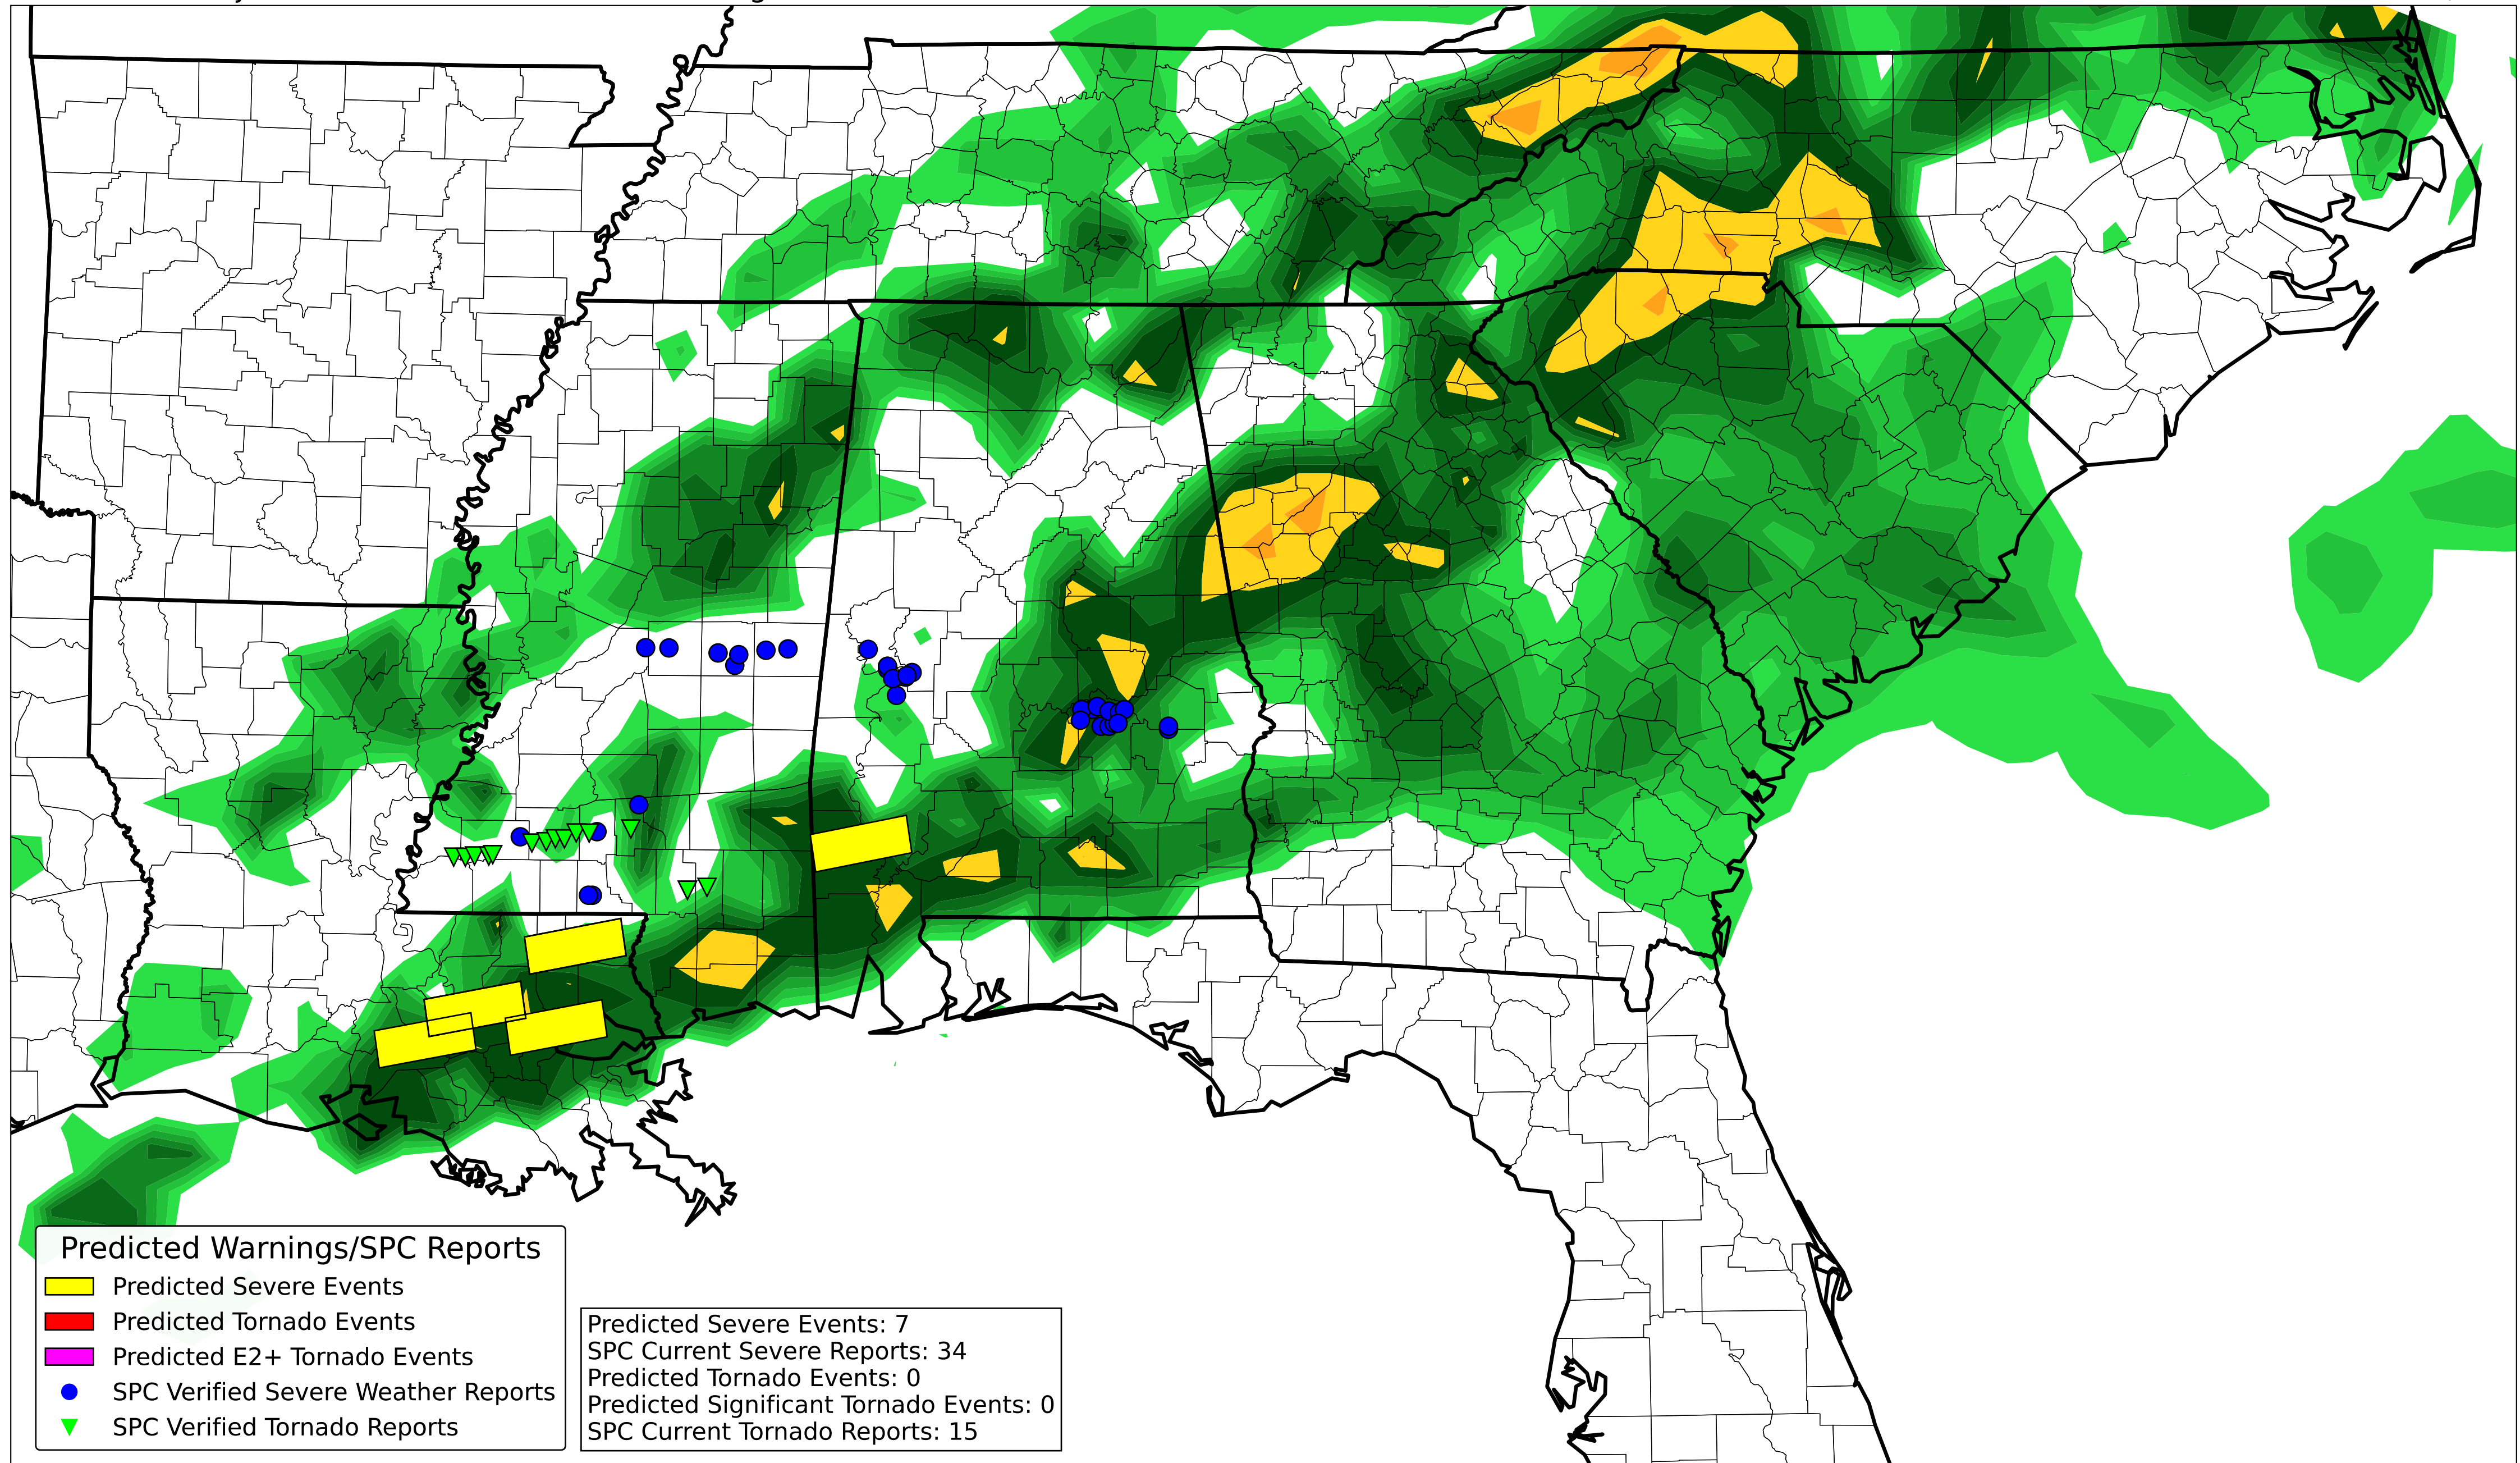 Predicted Warnings/SPC Reports
Predicted Severe Events
Predicted Tornado Events
Predicted E2+ Tornado Events
SPC Verified Severe Weather Reports
SPC Verified Tornado Reports
Predicted Severe Events: 7
SPC Current Severe Reports: 34
Predicted Tornado Events: 0
Predicted Significant Tornado Events: 0
SPC Current Tornado Reports: 15